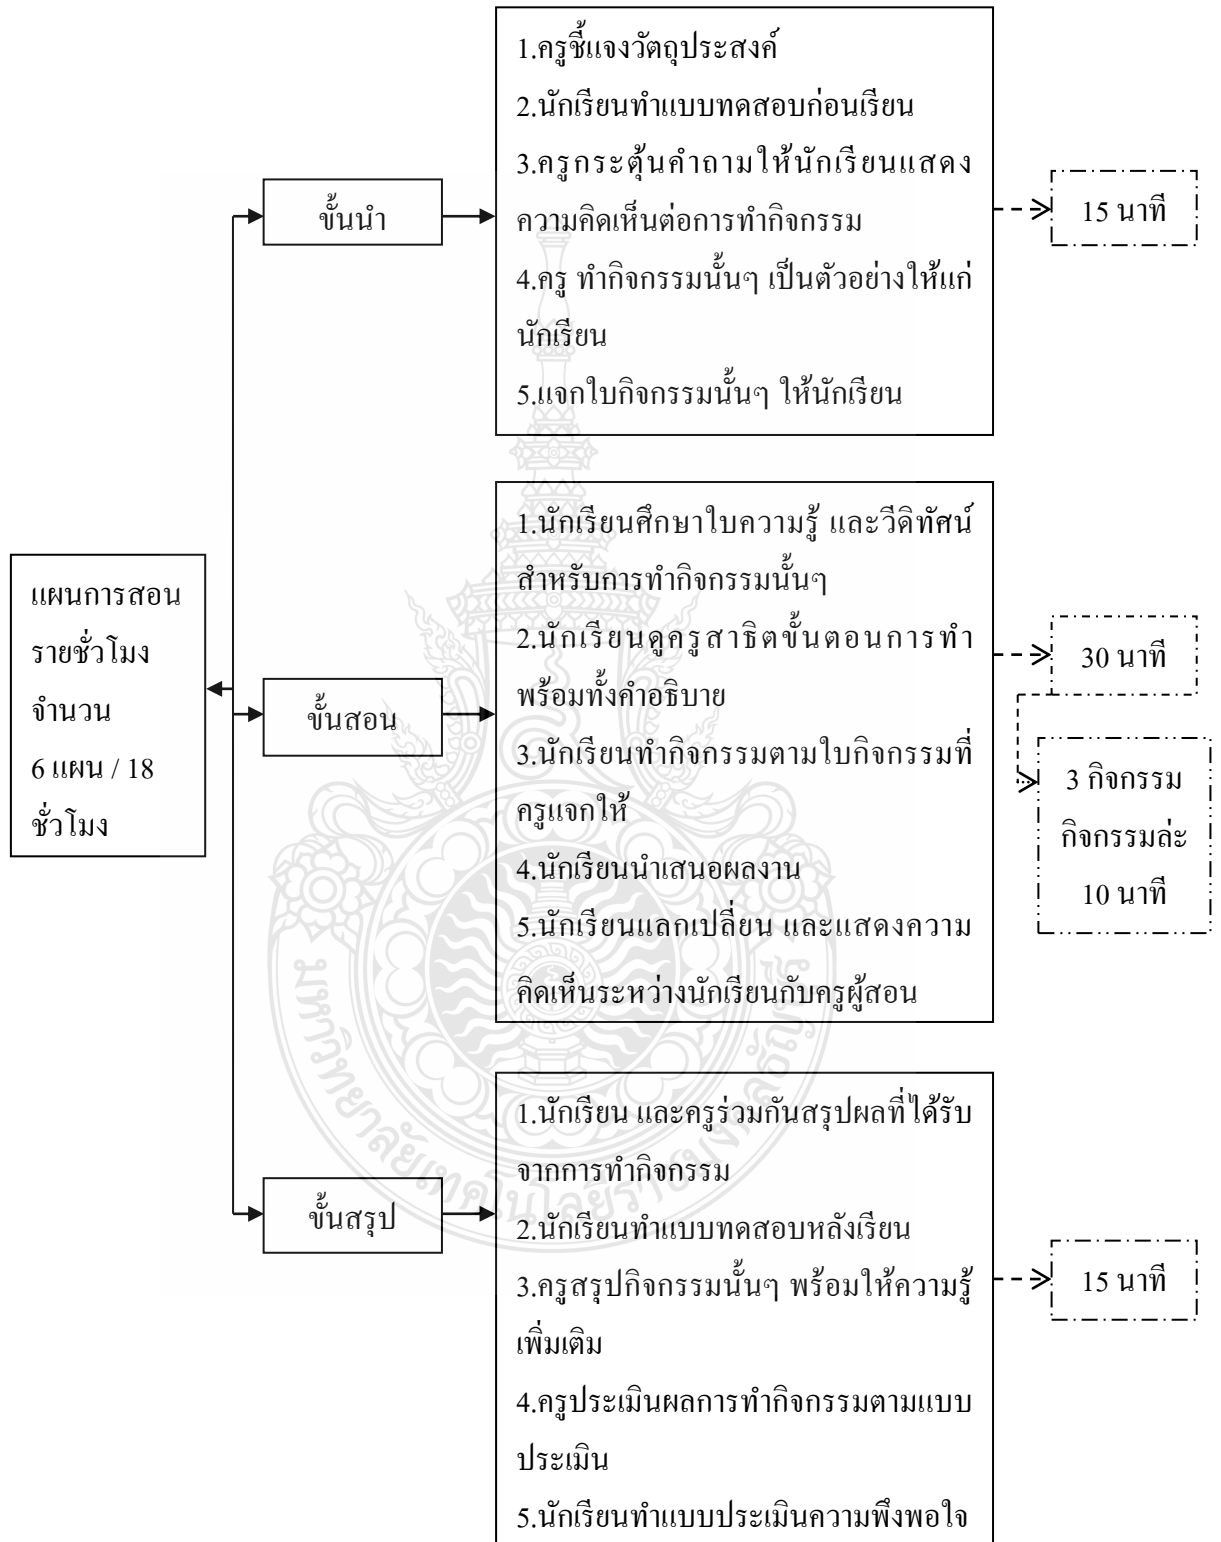 1.ครูชี้แจงวัตถุประสงค์
2.นักเรียนทำแบบทดสอบก่อนเรียน
3.ครูกระตุ้นคำถามให้นักเรียนแสดง
ความคิดเห็นต่อการทำกิจกรรม
4.ครู ทำกิจกรรมนั้นๆ เป็นตัวอย่างให้แก่
นักเรียน
5.แจกใบกิจกรรมนั้นๆ ให้นักเรียน
ขั้นนำ
15 นาที
แผนการสอน
รายชั่วโมง
จำนวน
6 แผน / 18
ชั่วโมง
ขั้นสอน
1.นักเรียนศึกษาใบความรู้ และวีดิทัศน์
สำหรับการทำกิจกรรมนั้นๆ
2.นักเรียนดูครูสาธิตขั้นตอนการทำ
พร้อมทั้งคำอธิบาย
3.นักเรียนทำกิจกรรมตามใบกิจกรรมที่
ครูแจกให้
4.นักเรียนนำเสนอผลงาน
5.นักเรียนแลกเปลี่ยน และแสดงความ
คิดเห็นระหว่างนักเรียนกับครูผู้สอน
30 นาที
3 กิจกรรม
กิจกรรมล่ะ
10 นาที
ขั้นสรุป
1.นักเรียน และครูร่วมกันสรุปผลที่ได้รับ
จากการทำกิจกรรม
2.นักเรียนทำแบบทดสอบหลังเรียน
3.ครูสรุปกิจกรรมนั้นๆ พร้อมให้ความรู้
เพิ่มเติม
4.ครูประเมินผลการทำกิจกรรมตามแบบ
ประเมิน
5.นักเรียนทำแบบประเมินความพึงพอใจ
15 นาที
มหาวิทยาลัยเทคโนโลยีราชมงคลธัญบุรี